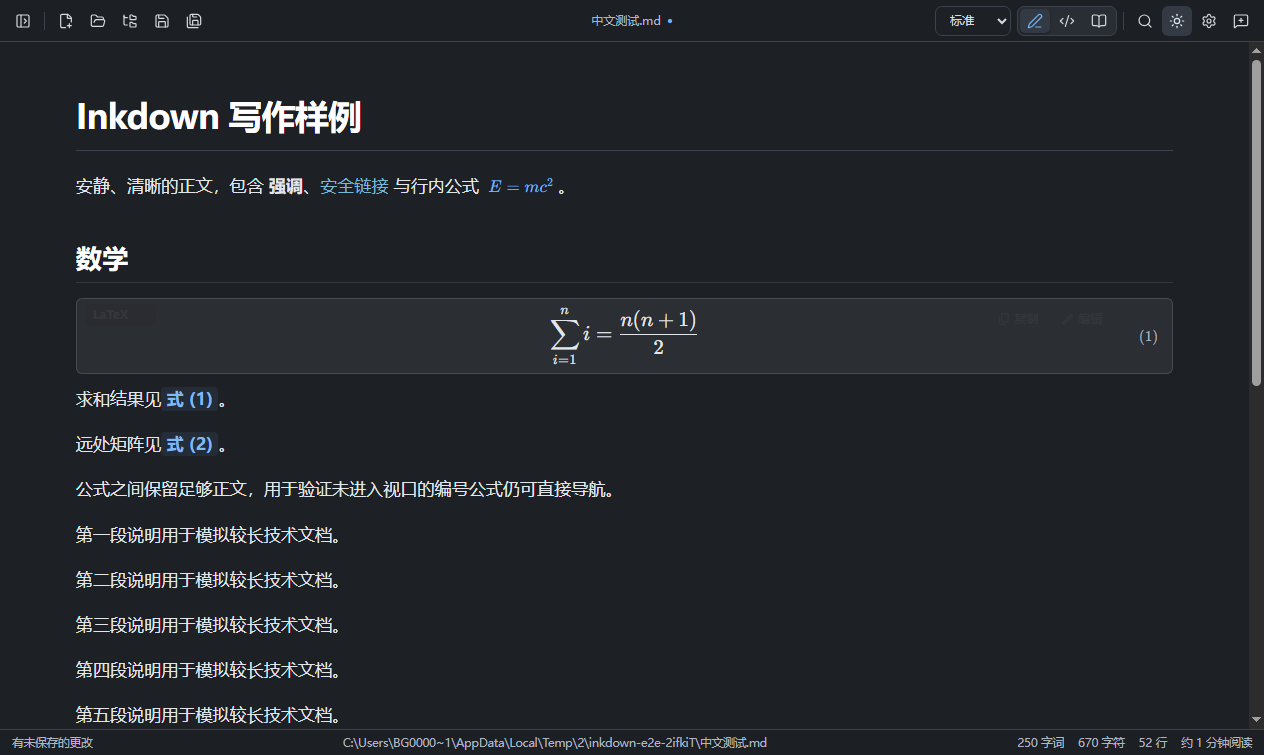 中文测试.md •
标准
Inkdown 写作样例
安静、清晰的正文，包含 强调、安全链接 与行内公式 E = mc² 。
数学
LaTeX
复制 编辑
∑_{i=1}^{n} i = n(n + 1)/2 (1)
求和结果见 式 (1) 。
远处矩阵见 式 (2) 。
公式之间保留足够正文，用于验证未进入视口的编号公式仍可直接导航。
第一段说明用于模拟较长技术文档。
第二段说明用于模拟较长技术文档。
第三段说明用于模拟较长技术文档。
第四段说明用于模拟较长技术文档。
第五段说明用于模拟较长技术文档。
有未保存的更改
C:\Users\BG0000~1\AppData\Local\Temp\2\inkdown-e2e-2ifkiT\中文测试.md
250 字词 670 字符 52 行 约 1 分钟阅读